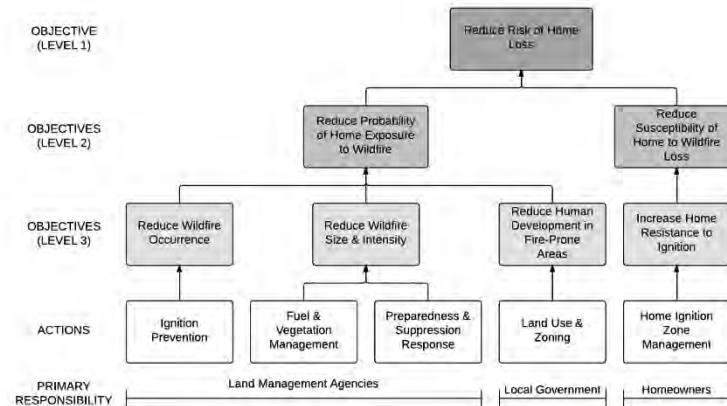 OBJECTIVE
(LEVEL 1)
Reduce Risk of Home
Loss
OBJECTIVES
(LEVEL 2)
Reduce Probability
of Home Exposure
to Wildfire
Reduce
Susceptibility of
Home to Wildfire
Loss
OBJECTIVES
(LEVEL 3)
Reduce Wildfire
Occurrence
Reduce Wildfire
Size & Intensity
Reduce Human
Development in
Fire-Prone
Areas
Increase Home
Resistance to
Ignition
ACTIONS
Ignition
Prevention
Fuel &
Vegetation
Management
Preparedness &
Suppression
Response
Land Use &
Zoning
Home Ignition
Zone
Management
PRIMARY
RESPONSIBILITY
Land Management Agencies
Local Government
Homeowners